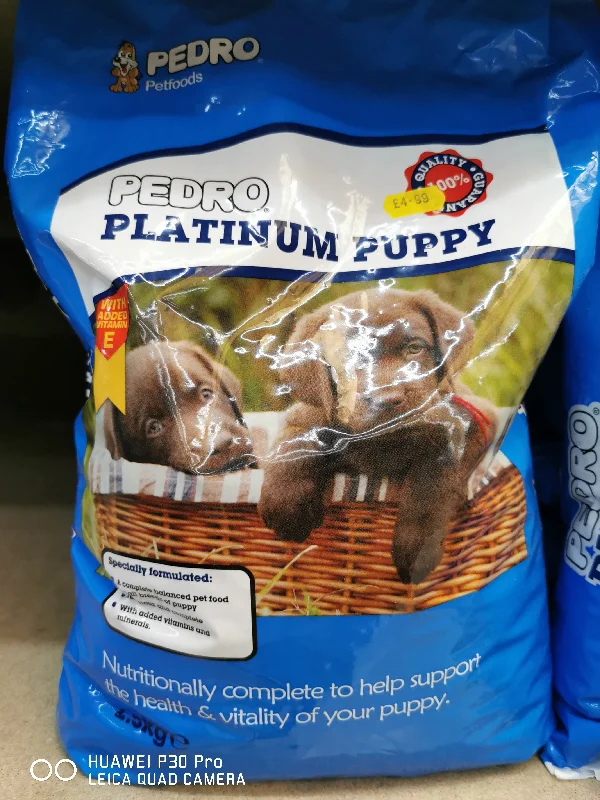 PEDRO
Petfoods
QUALITY
100%
£4.99
PEDRO
PLATINUM PUPPY
WITH
ADDED
VITAMIN
E
Specially formulated:
A complete balanced pet food
of puppy
• With added vitamins and
minerals.
Nutritionally complete to help support
the health & vitality of your puppy.
PEDRO
HUAWEI P30 Pro
LEICA QUAD CAMERA